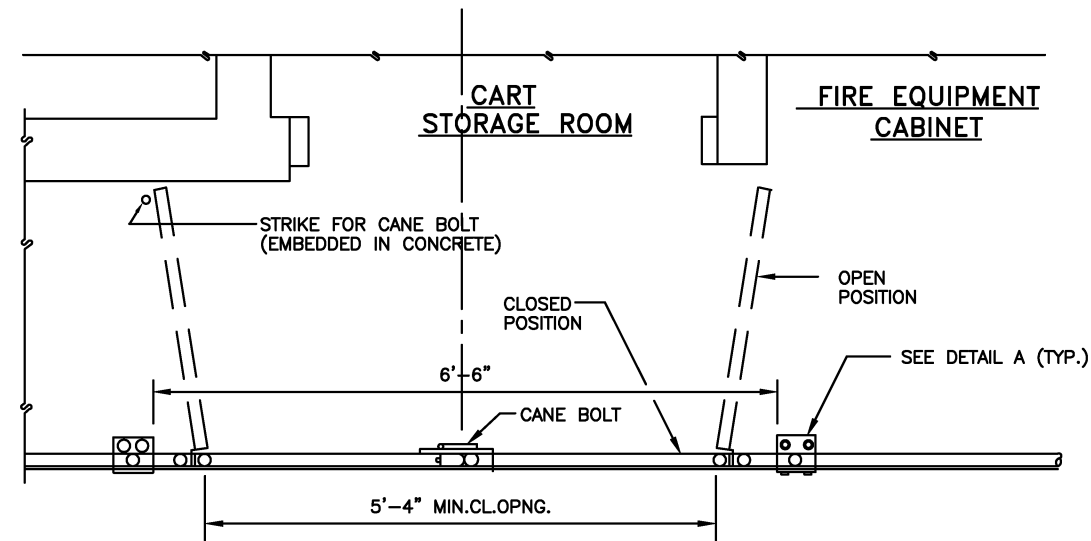 CART
STORAGE ROOM
FIRE EQUIPMENT
CABINET
STRIKE FOR CANE BOLT
(EMBEDDED IN CONCRETE)
OPEN
POSITION
CLOSED
POSITION
SEE DETAIL A (TYP.)
6'-6"
CANE BOLT
5'-4" MIN.CL.OPNG.